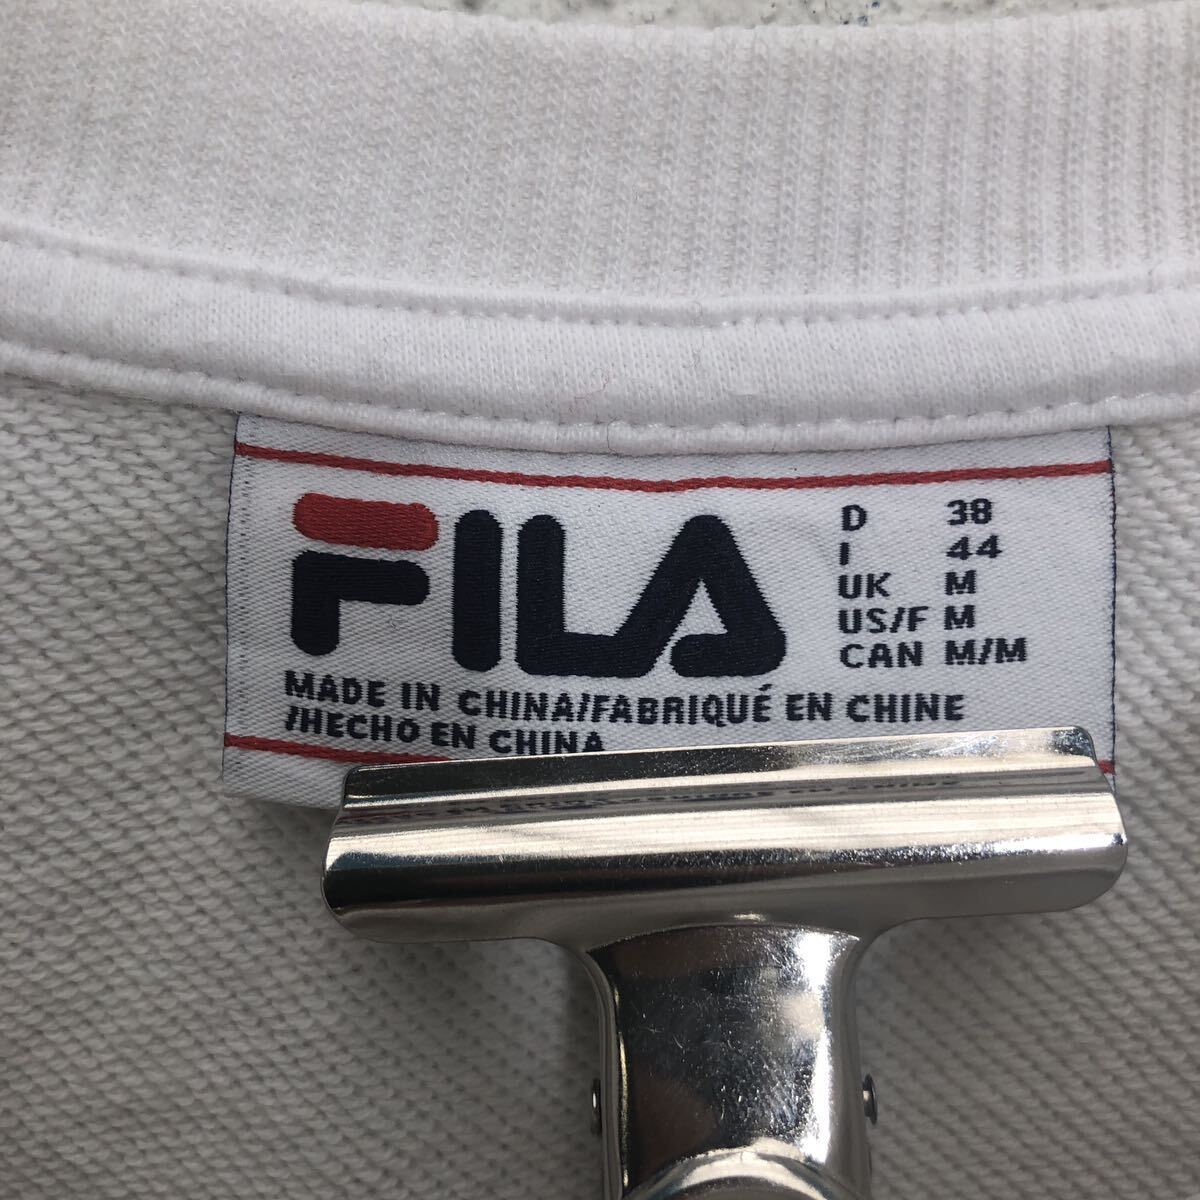 FILA
D 38
I 44
UK M
US/F M
CAN M/M
MADE IN CHINA/FABRIQUÉ EN CHINE
/HECHO EN CHINA